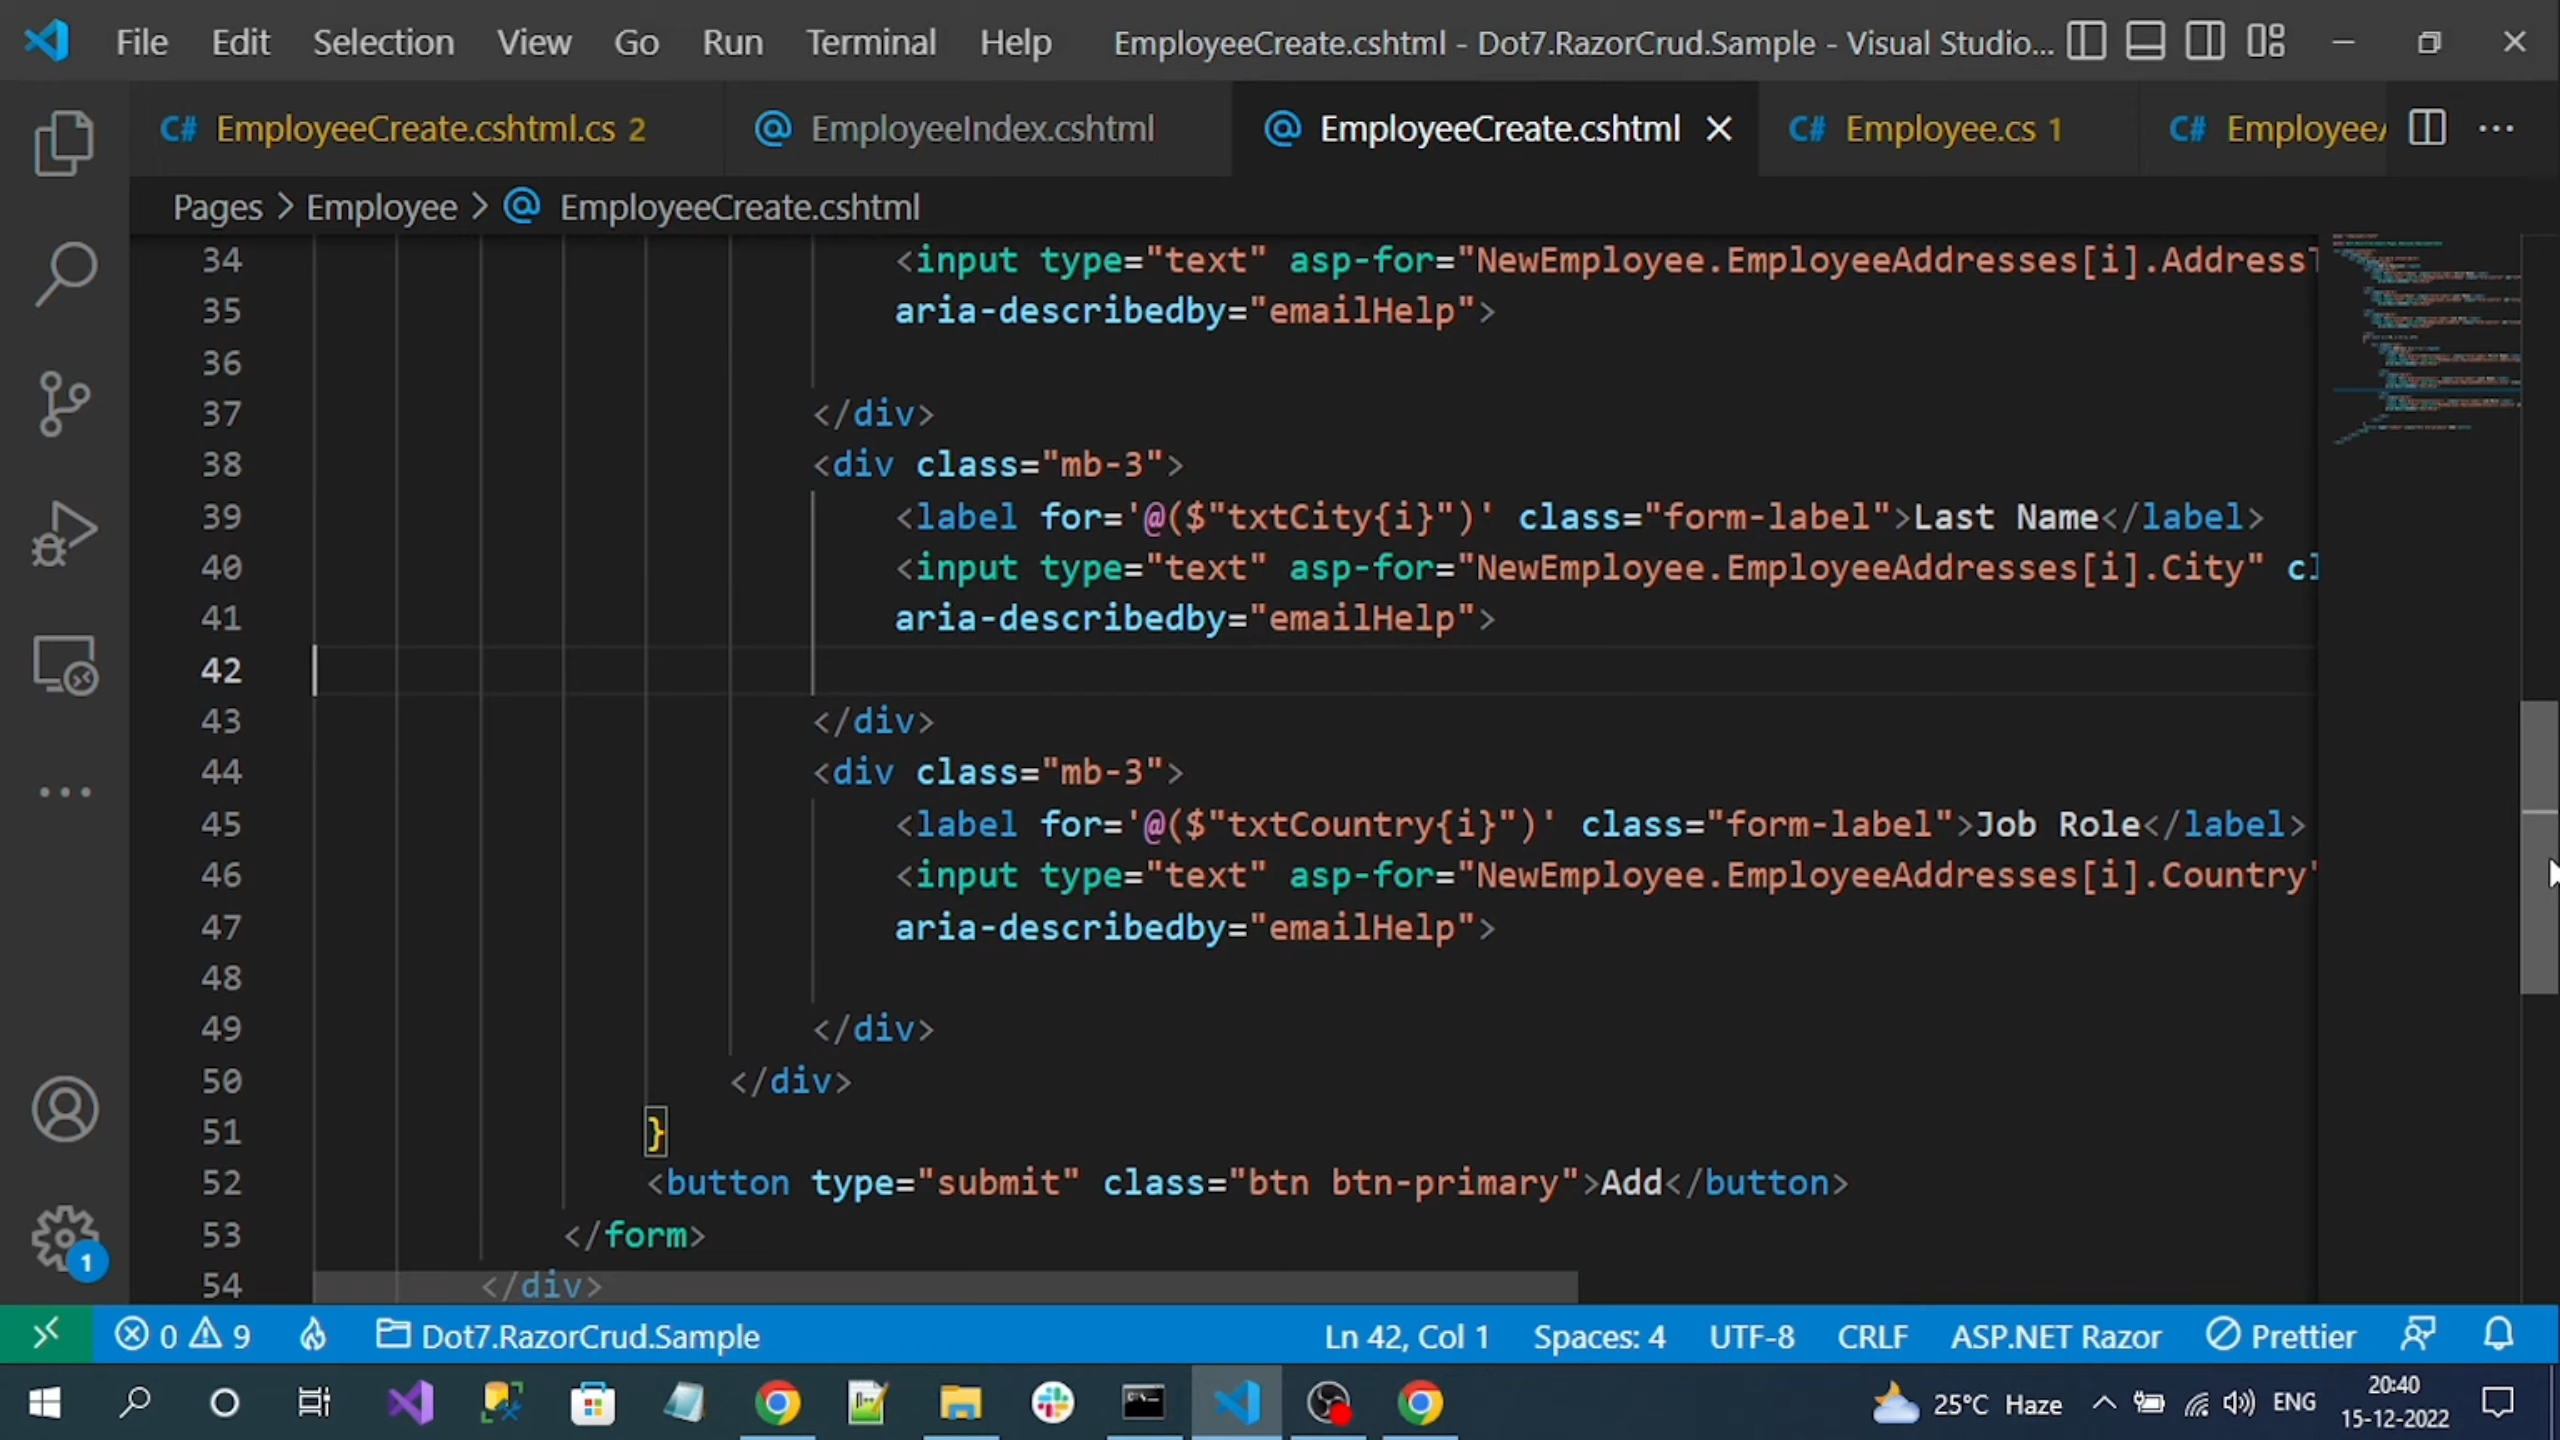 File Edit Selection View Go Run Terminal Help EmployeeCreate.cshtml - Dot7.RazorCrud.Sample - Visual Studio...
C# EmployeeCreate.cshtml.cs 2 @ EmployeeIndex.cshtml @ EmployeeCreate.cshtml C# Employee.cs 1 C# EmployeeA
Pages > Employee > @ EmployeeCreate.cshtml
34 <input type="text" asp-for="NewEmployee.EmployeeAddresses[i].AddressT
35 aria-describedby="emailHelp">
36
37 </div>
38 <div class="mb-3">
39 <label for='@($"txtCity{i}")' class="form-label">Last Name</label>
40 <input type="text" asp-for="NewEmployee.EmployeeAddresses[i].City" cl
41 aria-describedby="emailHelp">
42
43 </div>
44 <div class="mb-3">
45 <label for='@($"txtCountry{i}")' class="form-label">Job Role</label>
46 <input type="text" asp-for="NewEmployee.EmployeeAddresses[i].Country"
47 aria-describedby="emailHelp">
48
49 </div>
50 </div>
51 }
52 <button type="submit" class="btn btn-primary">Add</button>
53 </form>
54 </div>
1
0 9 Dot7.RazorCrud.Sample Ln 42, Col 1 Spaces: 4 UTF-8 CRLF ASP.NET Razor Prettier
25°C Haze ENG 20:40
15-12-2022